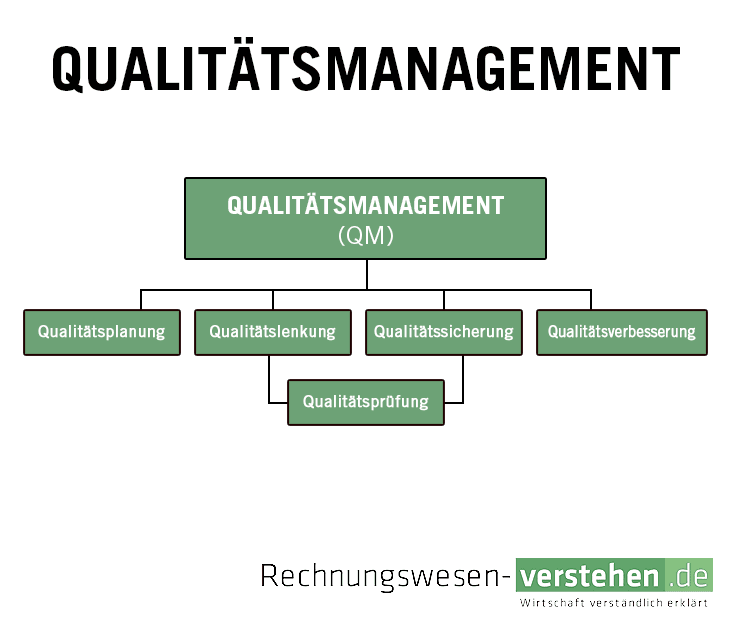 QUALITÄTSMANAGEMENT
QUALITÄTSMANAGEMENT
(QM)
Qualitätsplanung
Qualitätslenkung
Qualitätssicherung
Qualitätsverbesserung
Qualitätsprüfung
Rechnungswesen-verstehen.de
Wirtschaft verständlich erklärt